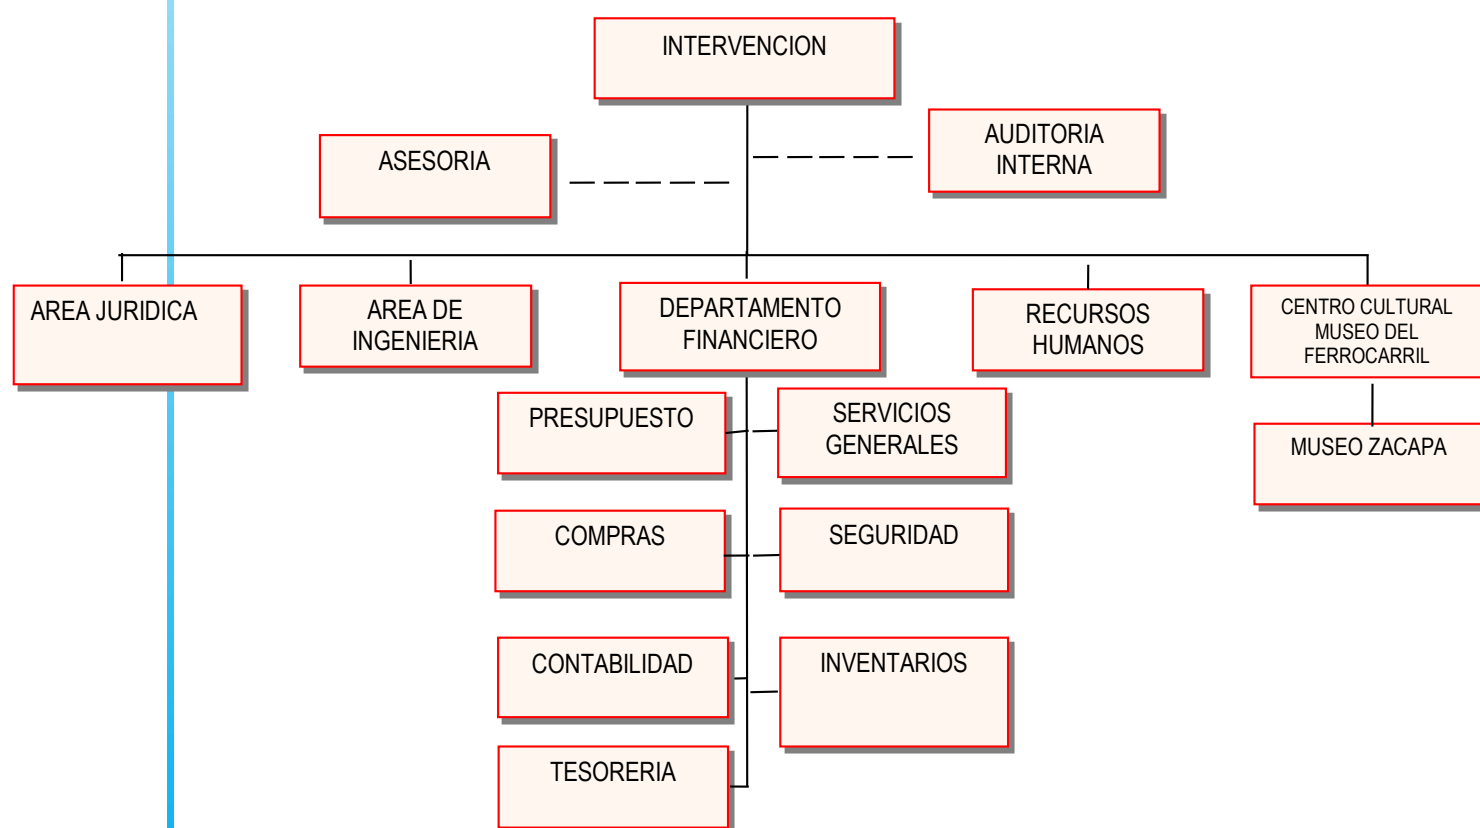 INTERVENCION
ASESORIA
AUDITORIA
INTERNA
AREA JURIDICA
AREA DE
INGENIERIA
DEPARTAMENTO
FINANCIERO
RECURSOS
HUMANOS
CENTRO CULTURAL
MUSEO DEL
FERROCARRIL
PRESUPUESTO
SERVICIOS
GENERALES
MUSEO ZACAPA
COMPRAS
SEGURIDAD
CONTABILIDAD
INVENTARIOS
TESORERIA